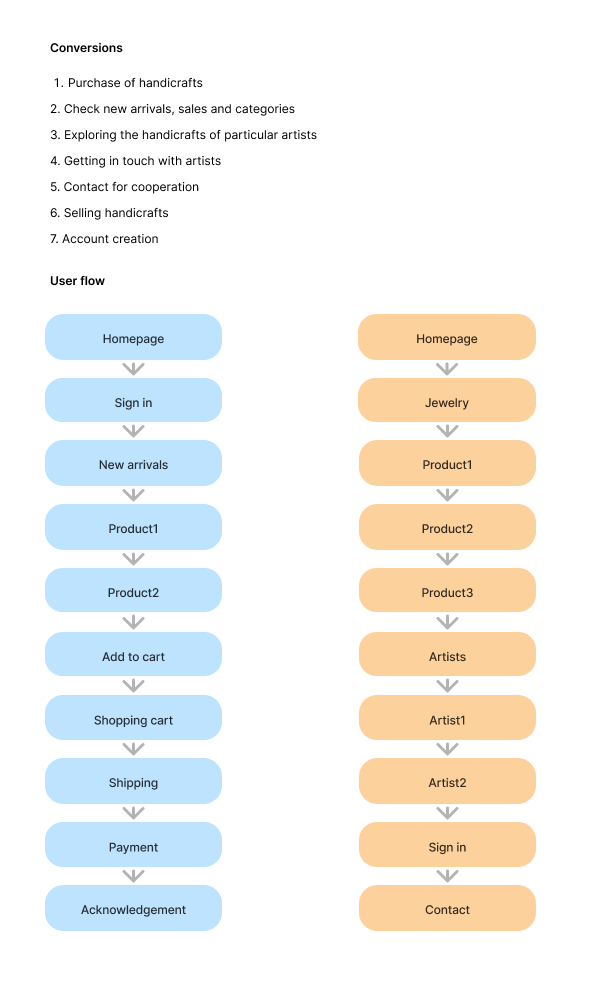 Conversions
1. Purchase of handicrafts
2. Check new arrivals, sales and categories
3. Exploring the handicrafts of particular artists
4. Getting in touch with artists
5. Contact for cooperation
6. Selling handicrafts
7. Account creation
User flow
Homepage
Sign in
New arrivals
Product1
Product2
Add to cart
Shopping cart
Shipping
Payment
Acknowledgement
Homepage
Jewelry
Product1
Product2
Product3
Artists
Artist1
Artist2
Sign in
Contact